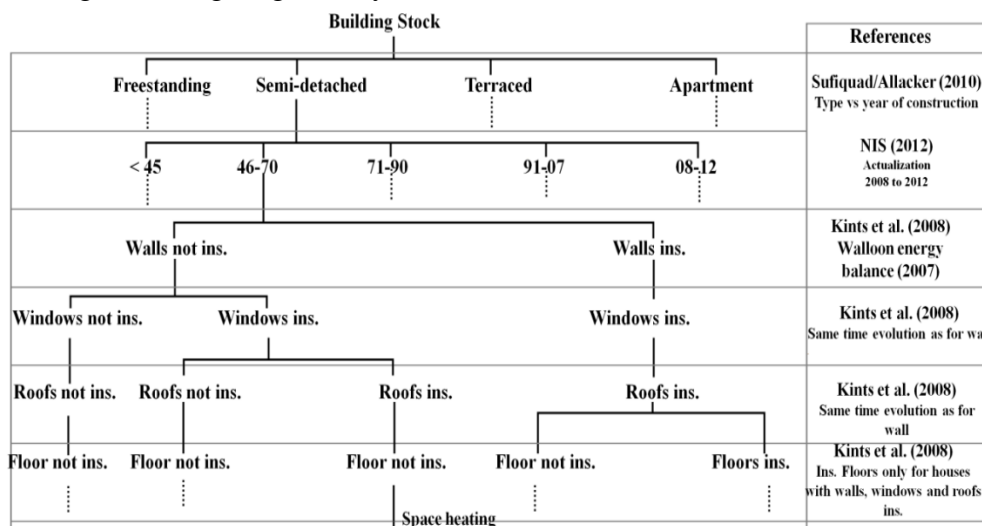 Building Stock
References
Freestanding Semi-detached Terraced Apartment
Sufiquad/Allacker (2010)
Type vs year of construction
< 45 46-70 71-90 91-07 08-12
NIS (2012)
Actualization
2008 to 2012
Walls not ins. Walls ins.
Kints et al. (2008)
Walloon energy
balance (2007)
Windows not ins. Windows ins. Windows ins.
Kints et al. (2008)
Same time evolution as for wa
Roofs not ins. Roofs not ins. Roofs ins. Roofs ins.
Kints et al. (2008)
Same time evolution as for
wall
Floor not ins. Floor not ins. Floor not ins. Floor not ins. Floors ins.
Kints et al. (2008)
Ins. Floors only for houses
with walls, windows and roofs
ins.
Space heating